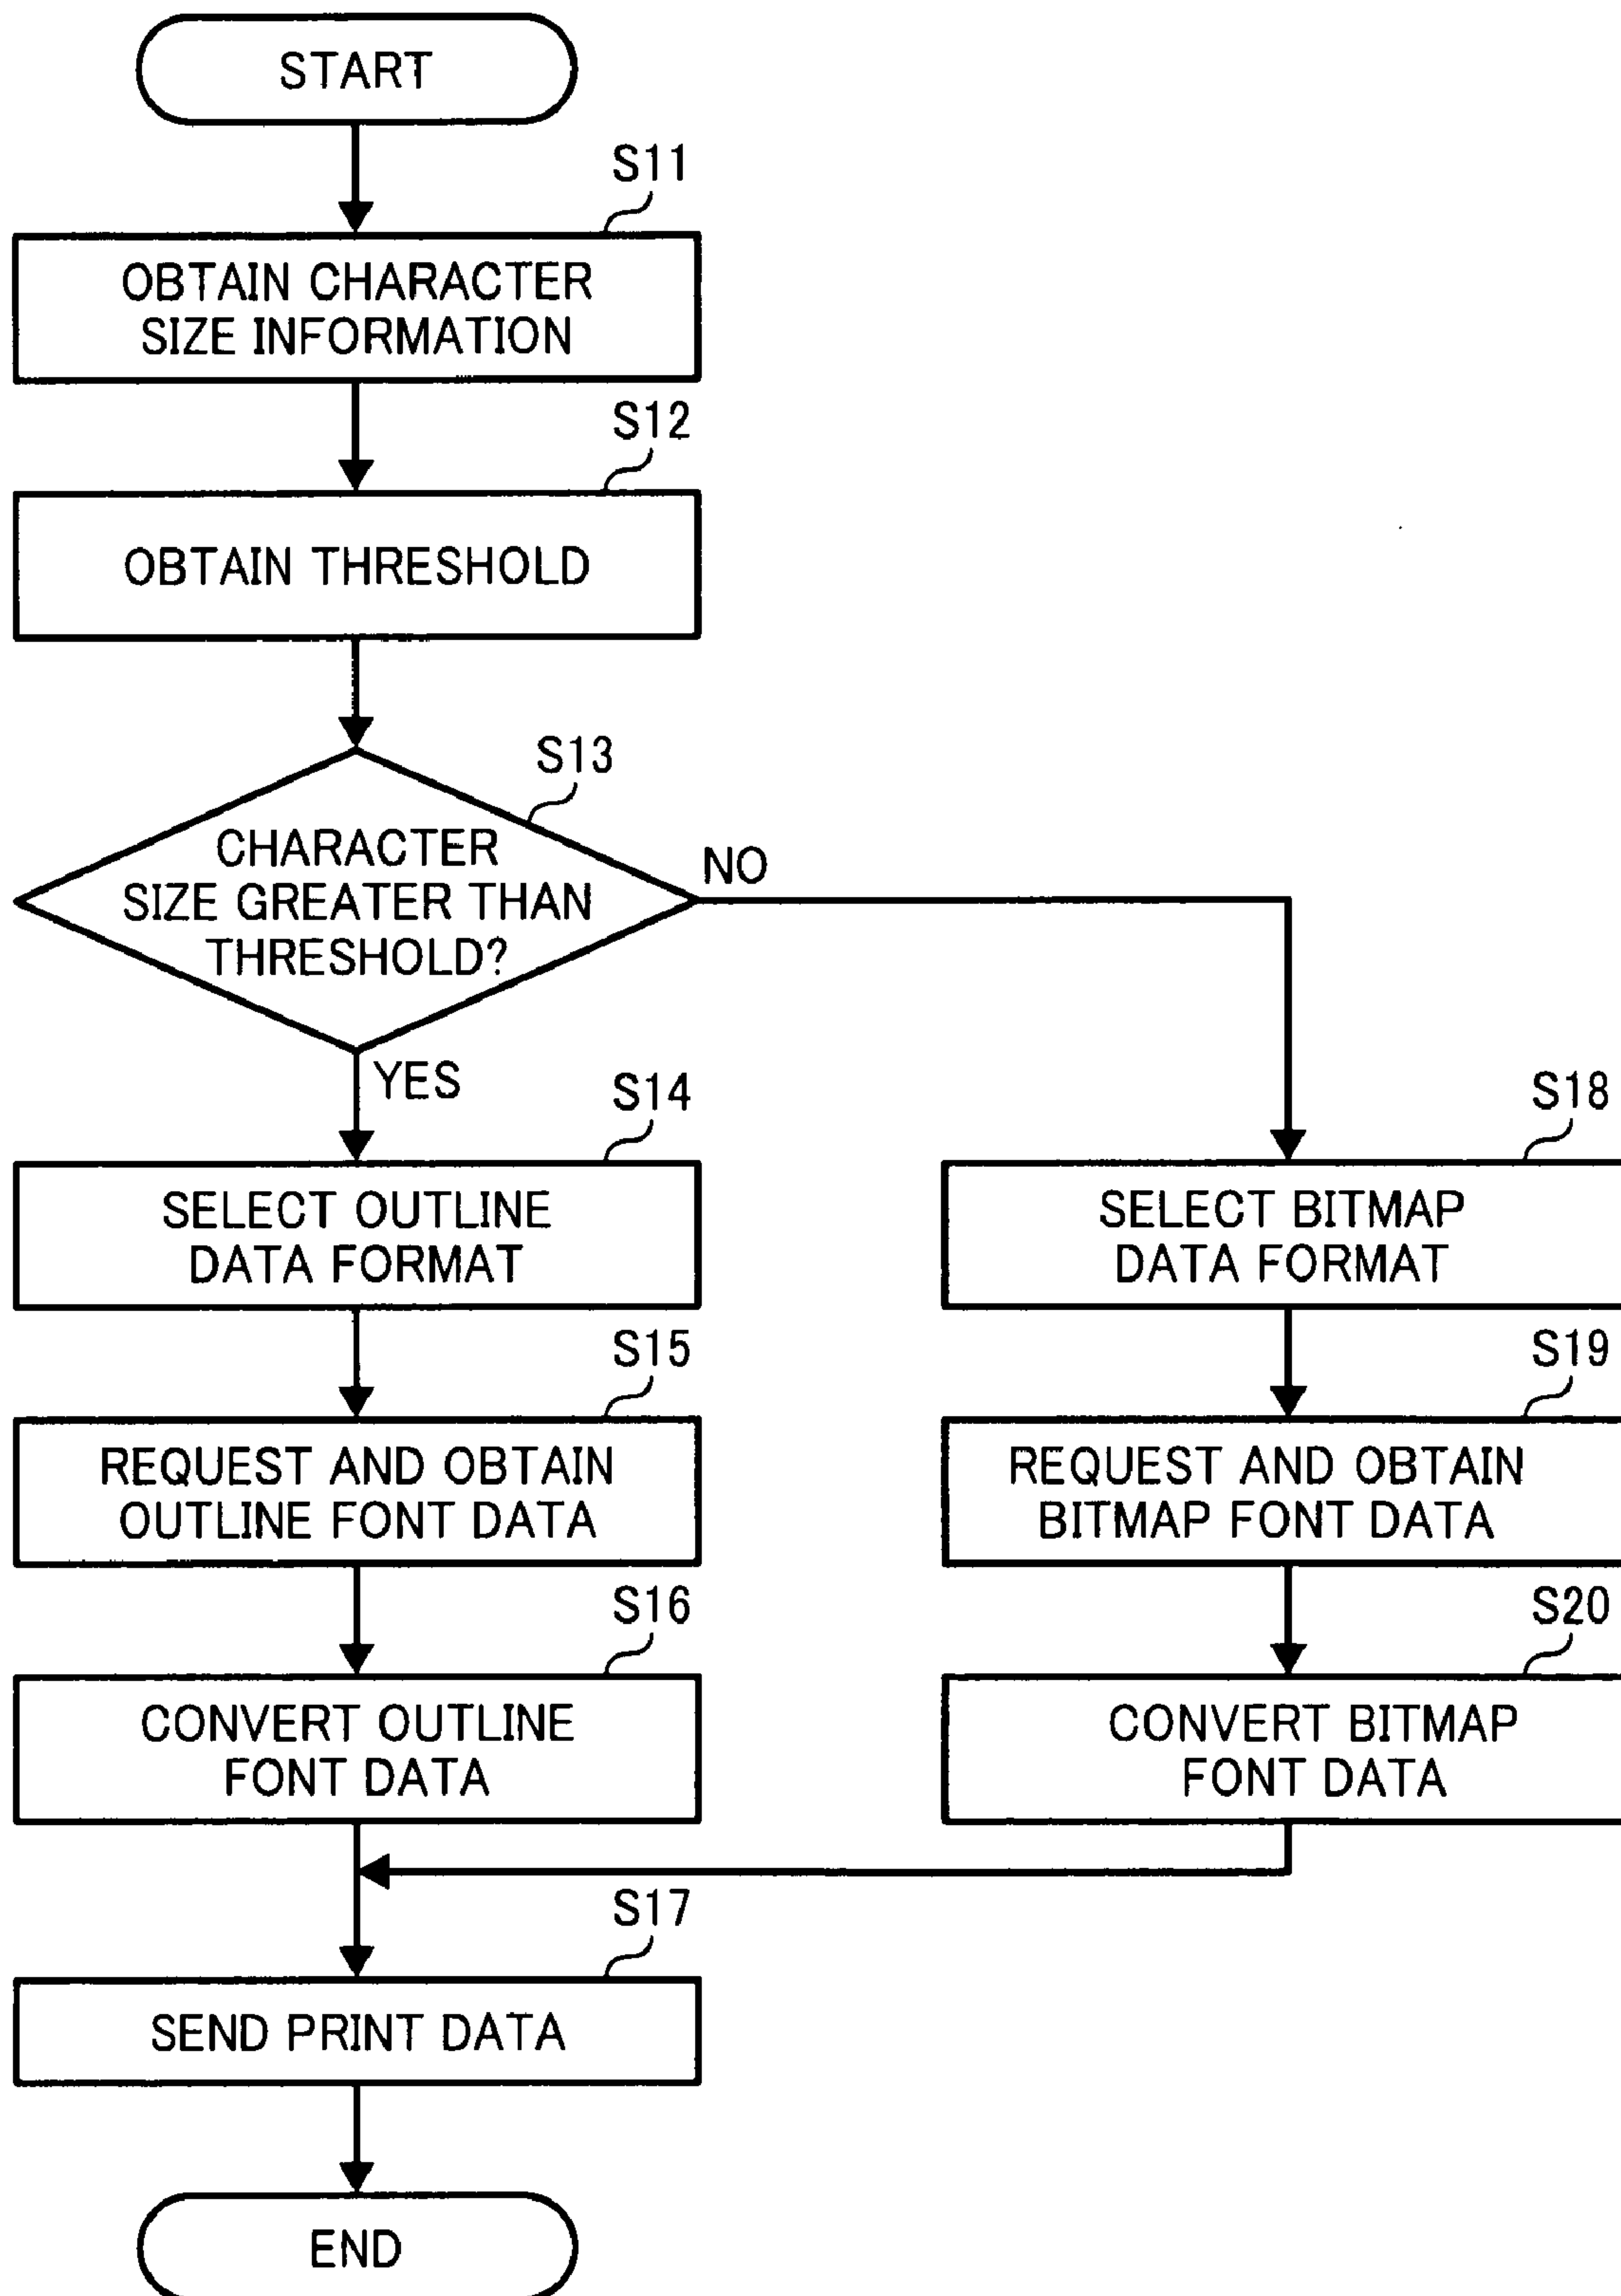 START
S11
OBTAIN CHARACTER
SIZE INFORMATION
S12
OBTAIN THRESHOLD
S13
CHARACTER
SIZE GREATER THAN
THRESHOLD?
NO
YES
S14
SELECT OUTLINE
DATA FORMAT
S15
REQUEST AND OBTAIN
OUTLINE FONT DATA
S16
CONVERT OUTLINE
FONT DATA
S18
SELECT BITMAP
DATA FORMAT
S19
REQUEST AND OBTAIN
BITMAP FONT DATA
S20
CONVERT BITMAP
FONT DATA
S17
SEND PRINT DATA
END